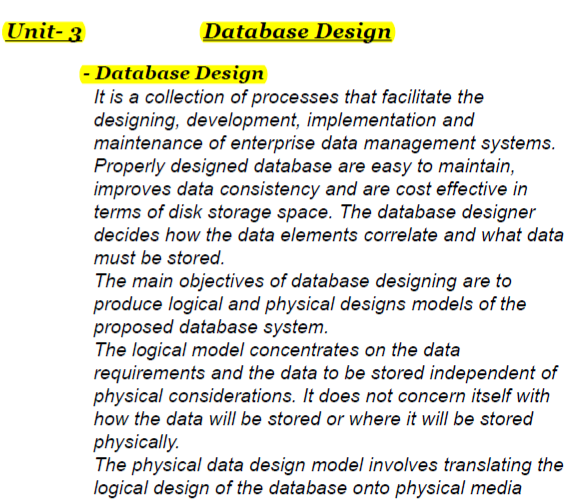 Unit- 3 Database Design
- Database Design
It is a collection of processes that facilitate the
designing, development, implementation and
maintenance of enterprise data management systems.
Properly designed database are easy to maintain,
improves data consistency and are cost effective in
terms of disk storage space. The database designer
decides how the data elements correlate and what data
must be stored.
The main objectives of database designing are to
produce logical and physical designs models of the
proposed database system.
The logical model concentrates on the data
requirements and the data to be stored independent of
physical considerations. It does not concern itself with
how the data will be stored or where it will be stored
physically.
The physical data design model involves translating the
logical design of the database onto physical media